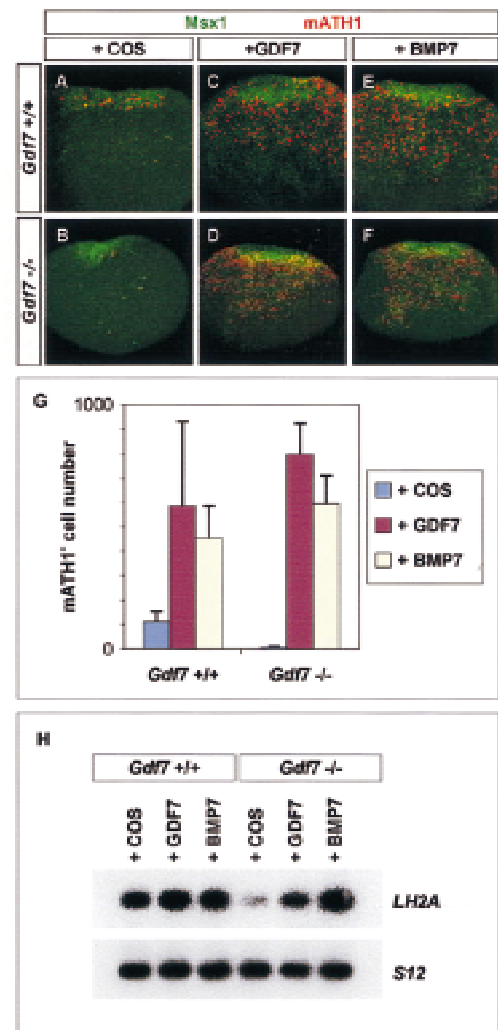 Msx1 mATH1
+ COS +GDF7 + BMP7
Gdf7 +/+
A C E
Gdf7 -/-
B D F
G
1000
mATH1+ cell number
0
Gdf7 +/+ Gdf7 -/-
+ COS
+ GDF7
+ BMP7
H
Gdf7 +/+ Gdf7 -/-
+ COS + GDF7 + BMP7 + COS + GDF7 + BMP7
LH2A
S12